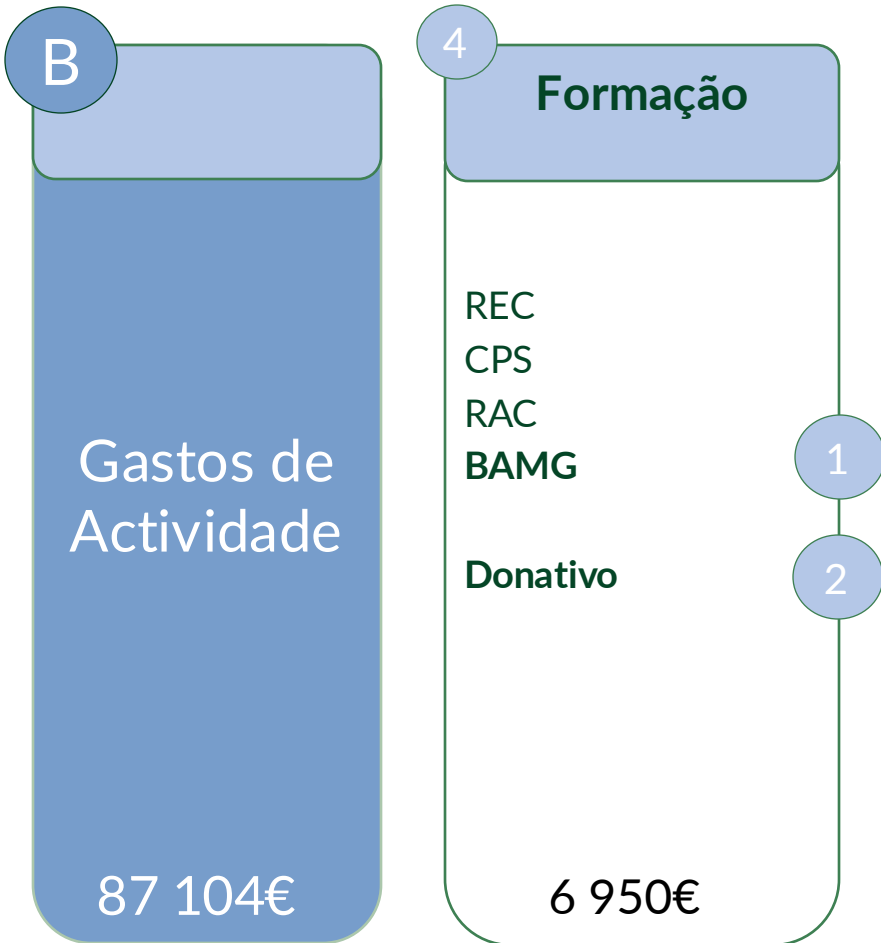 B
Gastos de
Actividade
87 104€
4
Formação
REC
CPS
RAC
BAMG
1
Donativo
2
6 950€